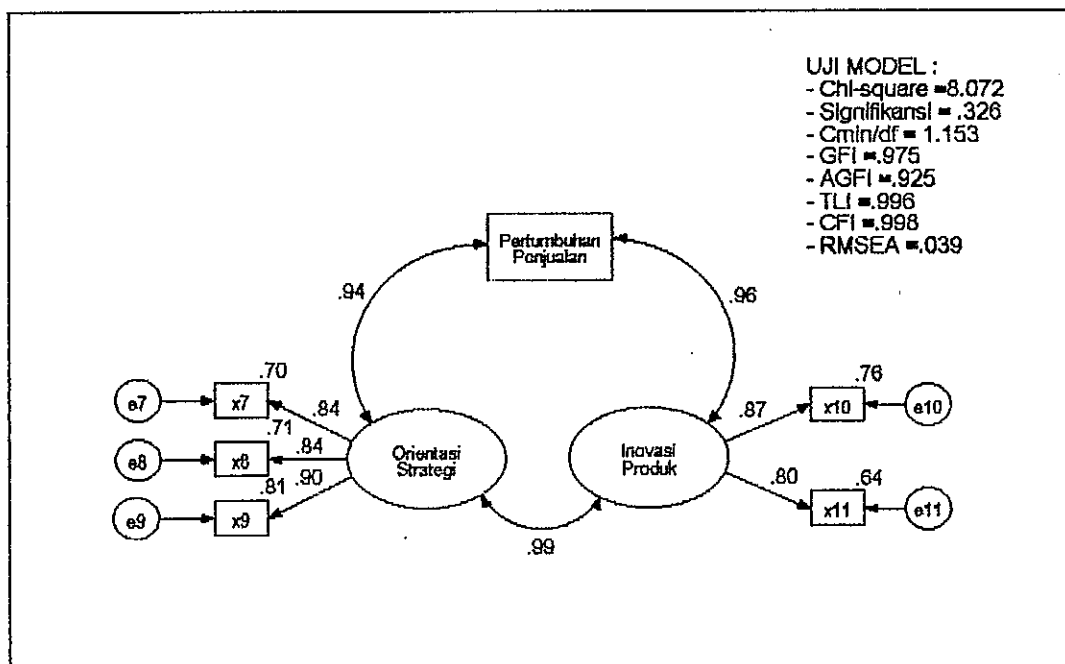 UJI MODEL :
- Chi-square =8.072
- Signifikansi = .326
- Cmin/df = 1.153
- GFI =.975
- AGFI =.925
- TLI =.996
- CFI =.998
- RMSEA =.039
Pertumbuhan
Penjualan
.94
.96
.70
e7
x7
.84
.71
e8
x8
.84
.81
.90
e9
x9
Orientasi
Strategi
Inovasi
Produk
.76
.87
x10
e10
.80
.64
x11
e11
.99